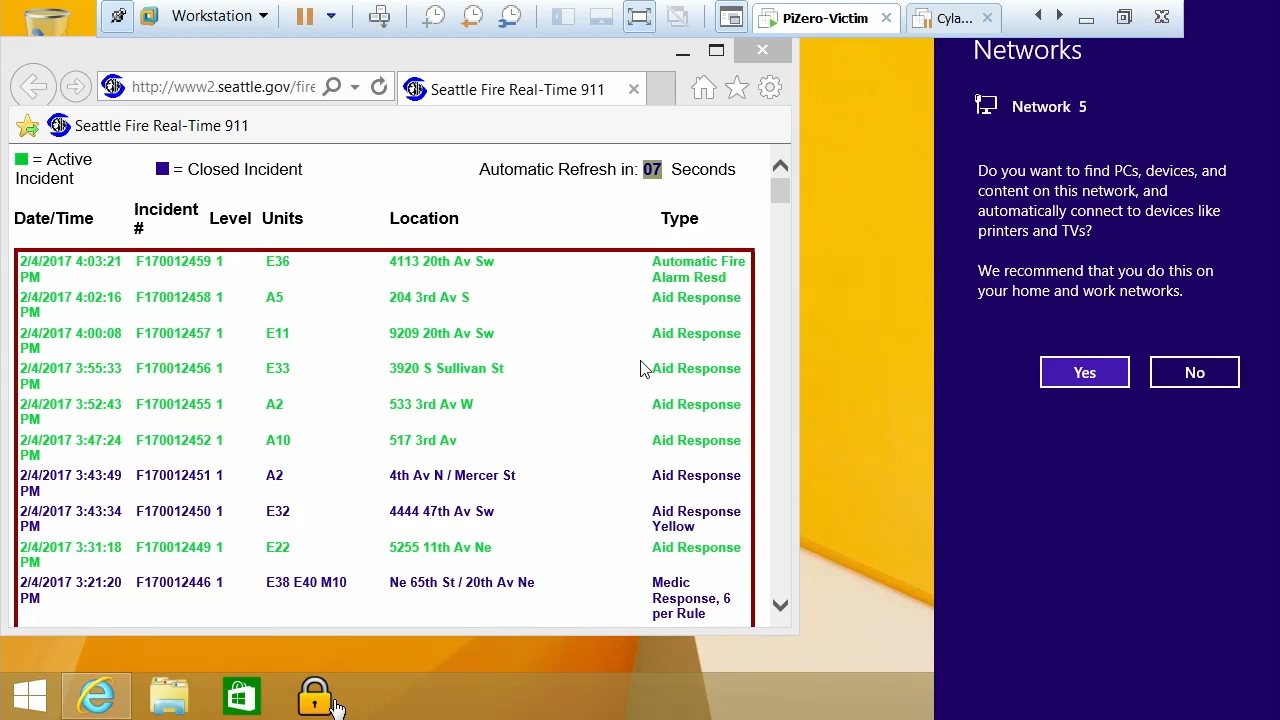 Workstation
PiZero-Victim
Cyla...
http://www2.seattle.gov/fire
Seattle Fire Real-Time 911
Seattle Fire Real-Time 911
= Active
Incident
= Closed Incident
Automatic Refresh in: 07 Seconds
Date/Time Incident # Level Units Location Type
2/4/2017 4:03:21 F170012459 1 E36 4113 20th Av Sw Automatic Fire
PM Alarm Resd
2/4/2017 4:02:16 F170012458 1 A5 204 3rd Av S Aid Response
PM
2/4/2017 4:00:08 F170012457 1 E11 9209 20th Av Sw Aid Response
PM
2/4/2017 3:55:33 F170012456 1 E33 3920 S Sullivan St Aid Response
PM
2/4/2017 3:52:43 F170012455 1 A2 533 3rd Av W Aid Response
PM
2/4/2017 3:47:24 F170012452 1 A10 517 3rd Av Aid Response
PM
2/4/2017 3:43:49 F170012451 1 A2 4th Av N / Mercer St Aid Response
PM
2/4/2017 3:43:34 F170012450 1 E32 4444 47th Av Sw Aid Response
PM Yellow
2/4/2017 3:31:18 F170012449 1 E22 5255 11th Av Ne Aid Response
PM
2/4/2017 3:21:20 F170012446 1 E38 E40 M10 Ne 65th St / 20th Av Ne Medic
PM Response, 6
per Rule
Networks
Network 5
Do you want to find PCs, devices, and
content on this network, and
automatically connect to devices like
printers and TVs?
We recommend that you do this on
your home and work networks.
Yes No